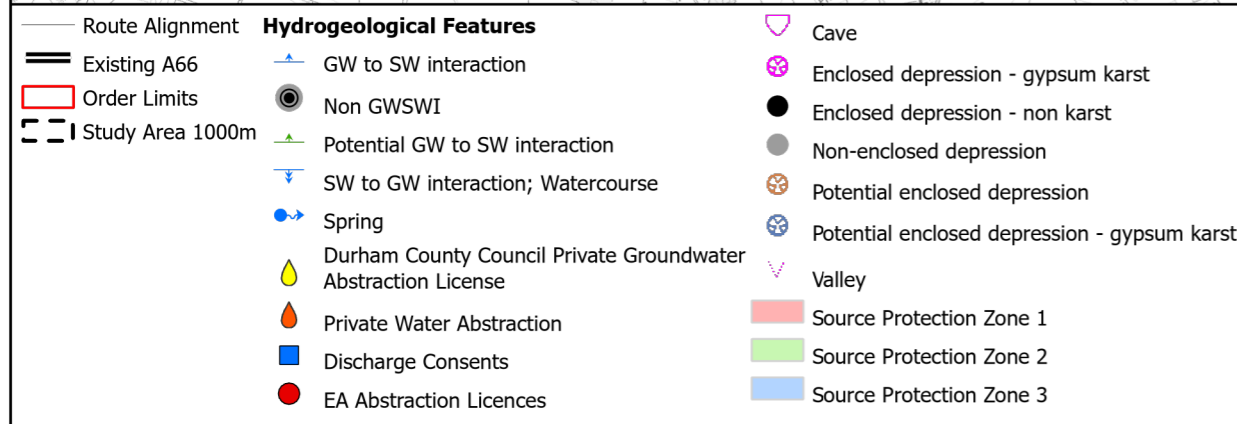 Route Alignment
Existing A66
Order Limits
Study Area 1000m
Hydrogeological Features
GW to SW interaction
Non GWSWI
Potential GW to SW interaction
SW to GW interaction; Watercourse
Spring
Durham County Council Private Groundwater
Abstraction License
Private Water Abstraction
Discharge Consents
EA Abstraction Licences
Cave
Enclosed depression - gypsum karst
Enclosed depression - non karst
Non-enclosed depression
Potential enclosed depression
Potential enclosed depression - gypsum karst
Valley
Source Protection Zone 1
Source Protection Zone 2
Source Protection Zone 3